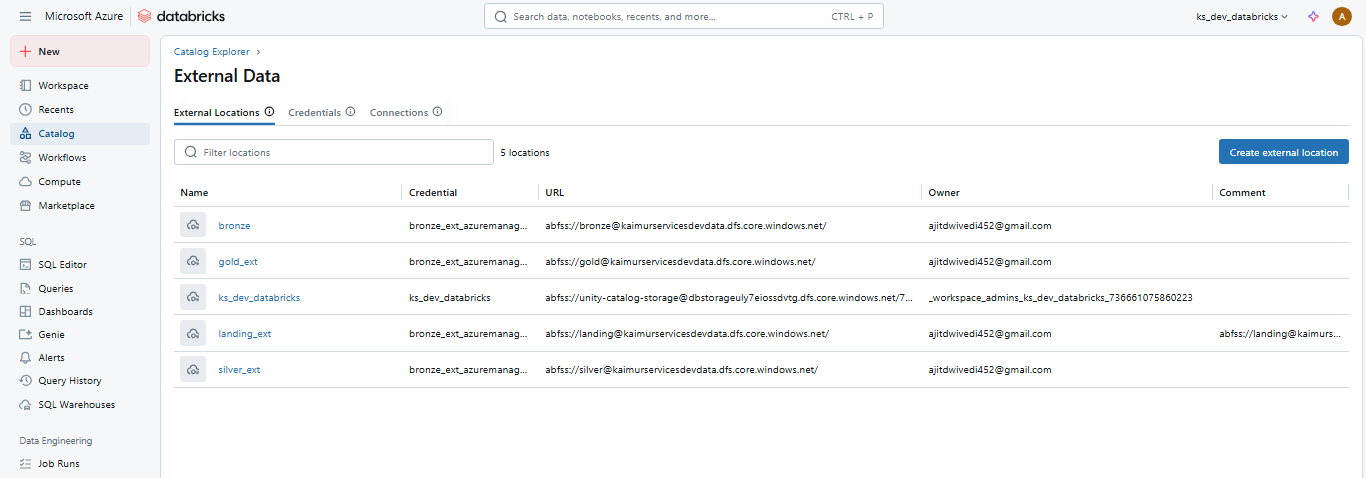 Microsoft Azure databricks Search data, notebooks, recents, and more... CTRL + P ks_dev_databricks A
New
Workspace
Recents
Catalog
Workflows
Compute
Marketplace
SQL
SQL Editor
Queries
Dashboards
Genie
Alerts
Query History
SQL Warehouses
Data Engineering
Job Runs
Catalog Explorer >
External Data
External Locations Credentials Connections
Filter locations 5 locations Create external location
Name Credential URL Owner Comment
bronze bronze_ext_azuremanag... abfss://bronze@kaimurservicesdevdata.dfs.core.windows.net/ ajitdwivedi452@gmail.com
gold_ext bronze_ext_azuremanag... abfss://gold@kaimurservicesdevdata.dfs.core.windows.net/ ajitdwivedi452@gmail.com
ks_dev_databricks ks_dev_databricks abfss://unity-catalog-storage@dbstorageuly7eiossdvtg.dfs.core.windows.net/7... _workspace_admins_ks_dev_databricks_736661075860223
landing_ext bronze_ext_azuremanag... abfss://landing@kaimurservicesdevdata.dfs.core.windows.net/ ajitdwivedi452@gmail.com abfss://landing@kaimurs...
silver_ext bronze_ext_azuremanag... abfss://silver@kaimurservicesdevdata.dfs.core.windows.net/ ajitdwivedi452@gmail.com